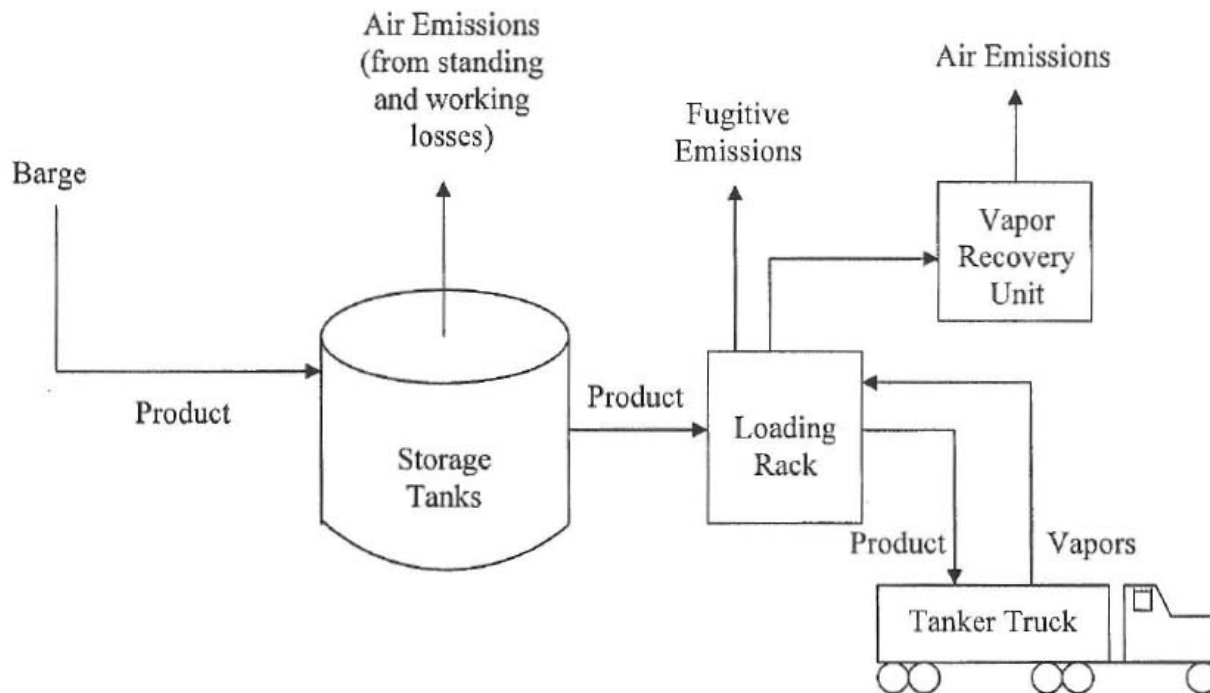 Air Emissions
(from standing
and working
losses)
Air Emissions
Fugitive
Emissions
Barge
Vapor
Recovery
Unit
Product
Product
Loading
Rack
Storage
Tanks
Product
Vapors
Tanker Truck